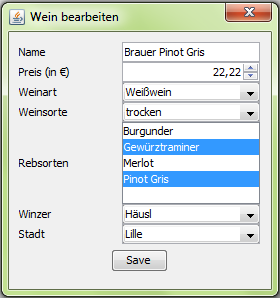 Wein bearbeiten
Name Brauer Pinot Gris
Preis (in €) 22,22
Weinart Weißwein
Weinsorte trocken
Burgunder
Gewürztraminer
Rebsorten Merlot
Pinot Gris
Winzer Häusl
Stadt Lille
Save